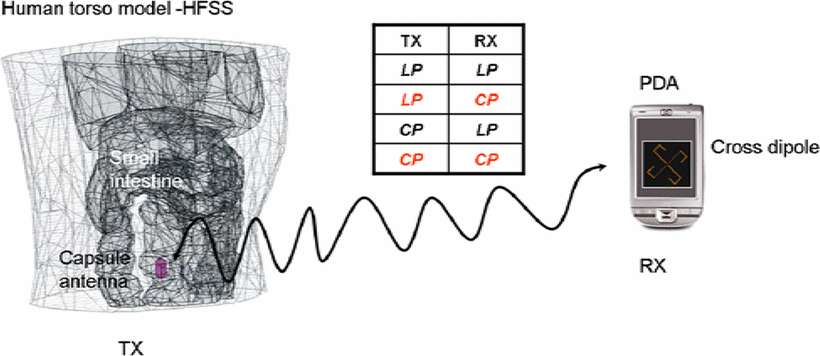 Human torso model -HFSS
TX RX
LP LP
LP CP
CP LP
CP CP
PDA
Cross dipole
Small
intestine
Capsule
antenna
RX
TX